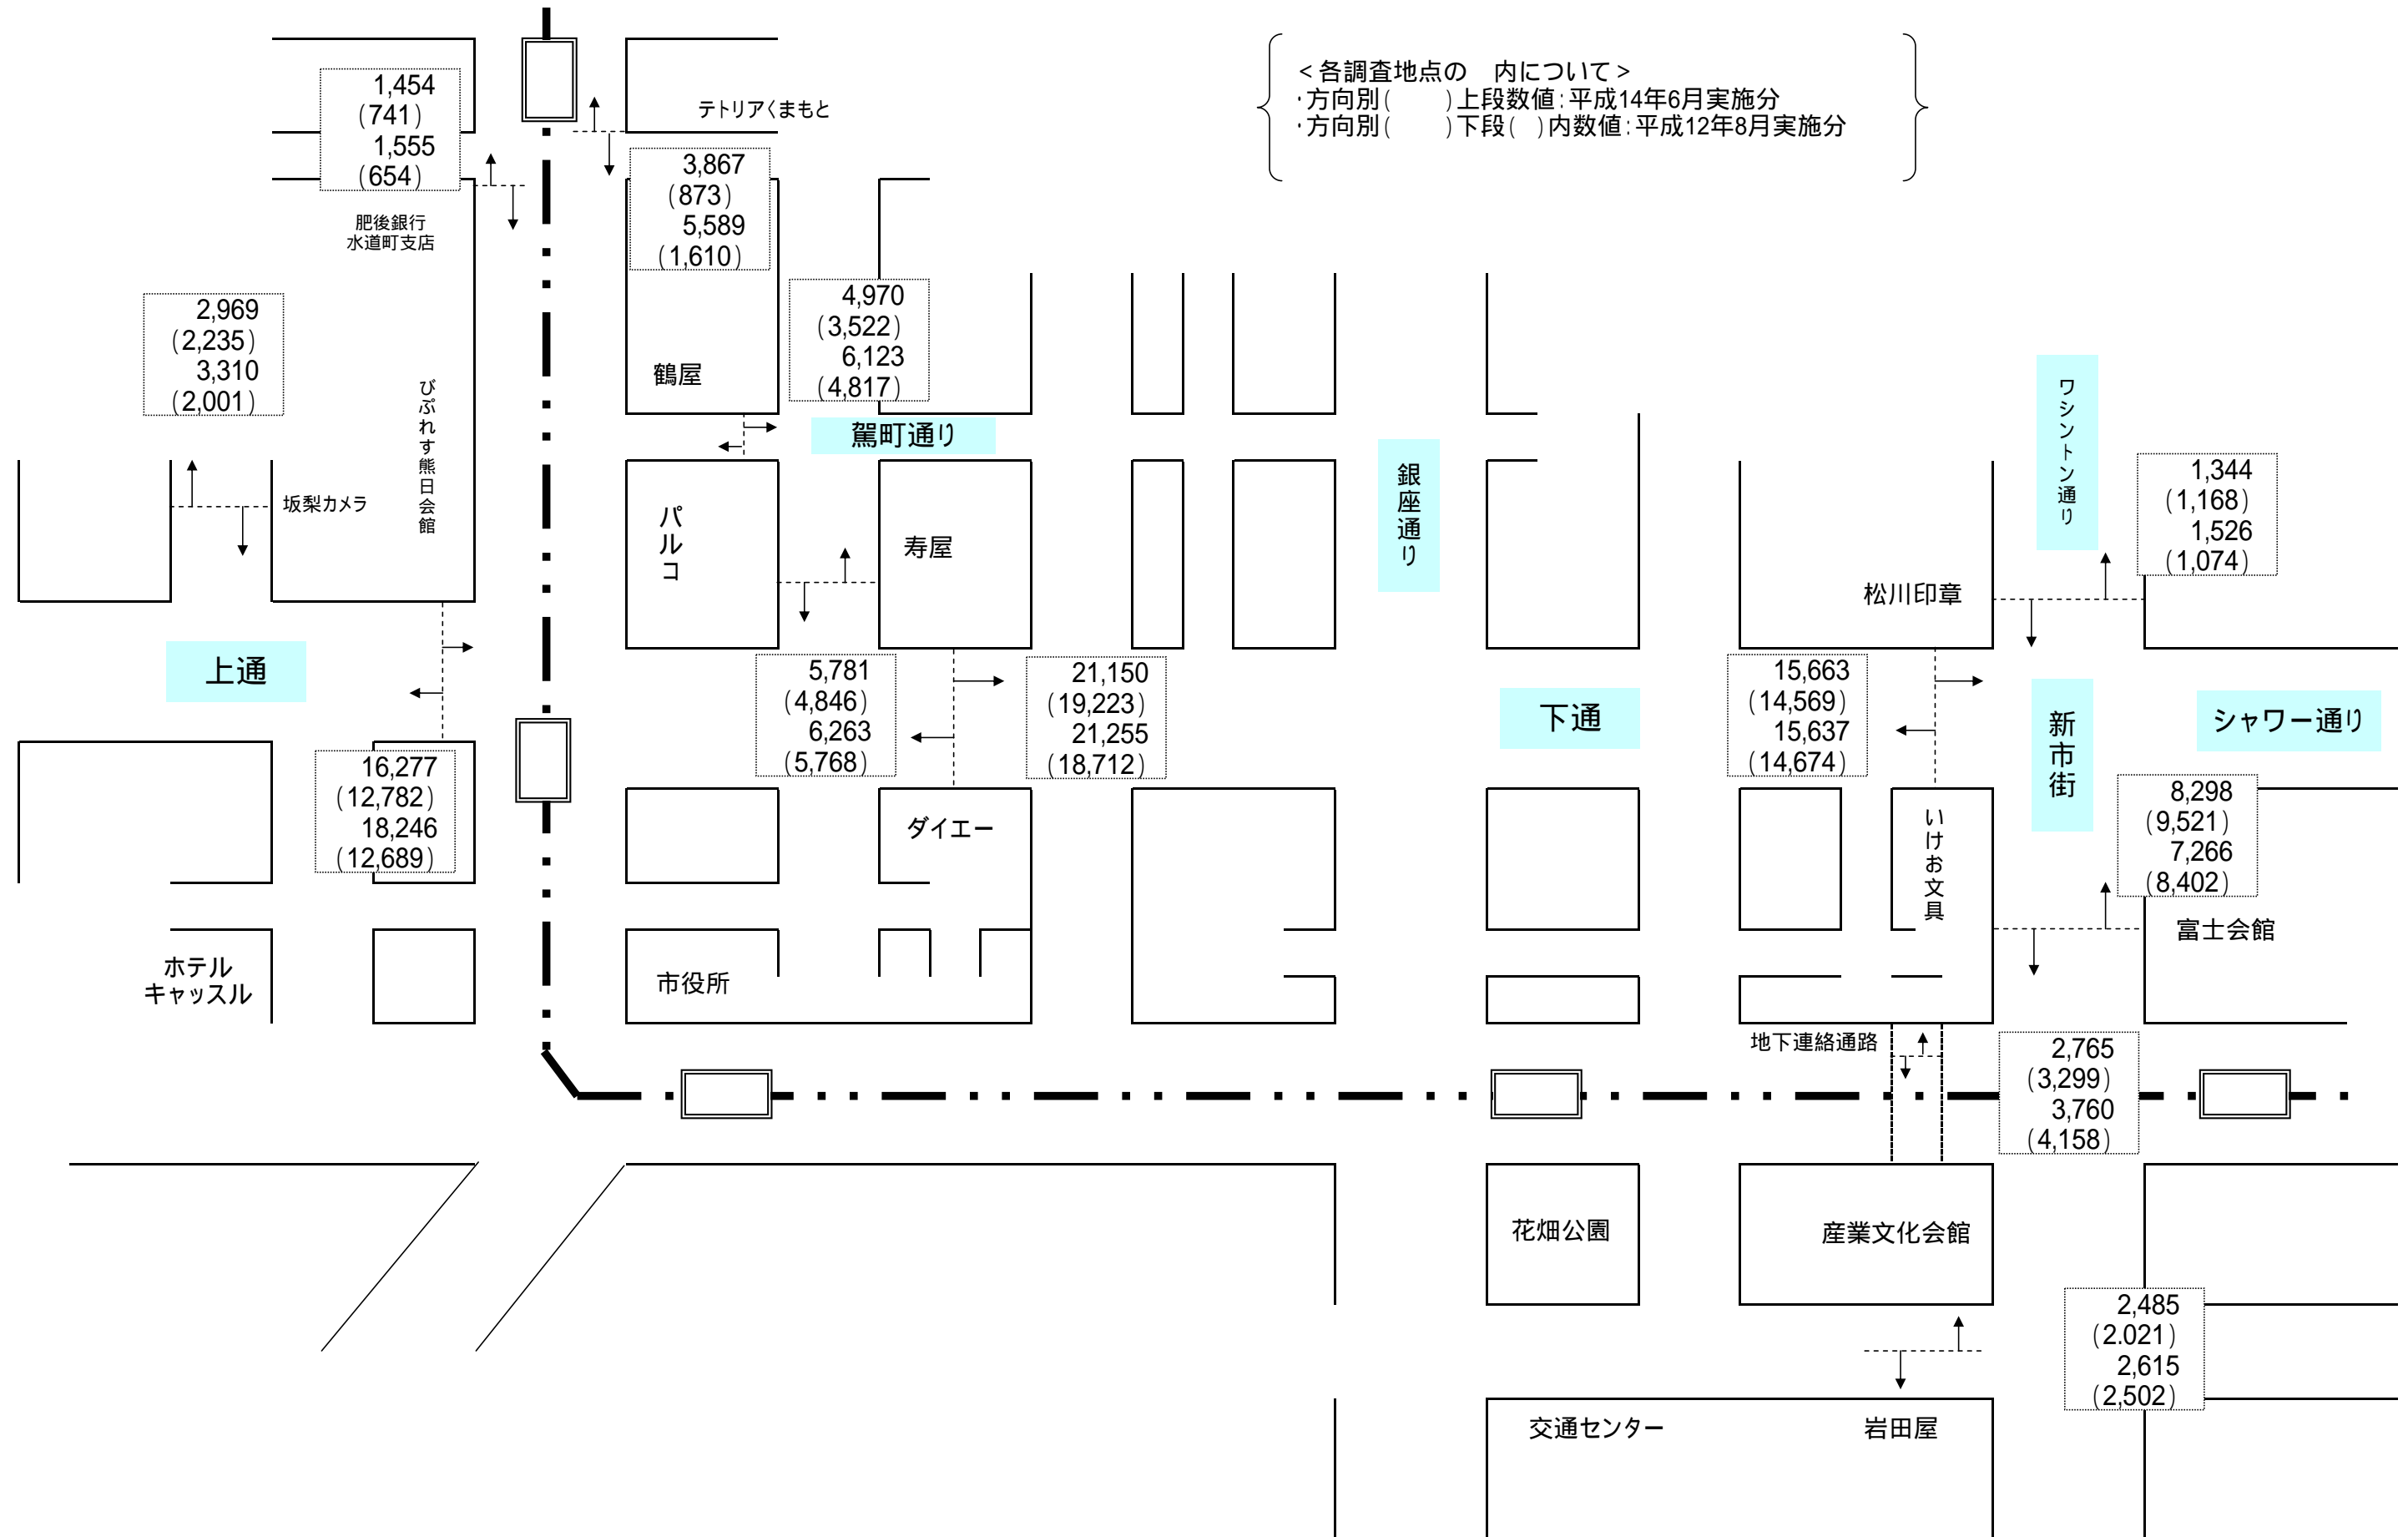 <各調査地点の　内について>
・方向別(　　)上段数値:平成14年6月実施分
・方向別(　　)下段(　)内数値:平成12年8月実施分
1,454
(741)
1,555
(654)
テトリアくまもと
3,867
(873)
5,589
(1,610)
肥後銀行
水道町支店
2,969
(2,235)
3,310
(2,001)
4,970
(3,522)
6,123
(4,817)
鶴屋
びぷれす熊日会館
駕町通り
坂梨カメラ
パルコ
寿屋
銀座通り
ワシントン通り
1,344
(1,168)
1,526
(1,074)
松川印章
上通
5,781
(4,846)
6,263
(5,768)
21,150
(19,223)
21,255
(18,712)
下通
15,663
(14,569)
15,637
(14,674)
新市街
シャワー通り
16,277
(12,782)
18,246
(12,689)
ダイエー
いけお文具
8,298
(9,521)
7,266
(8,402)
富士会館
ホテル
キャッスル
市役所
地下連絡通路
2,765
(3,299)
3,760
(4,158)
花畑公園
産業文化会館
2,485
(2.021)
2,615
(2,502)
交通センター
岩田屋